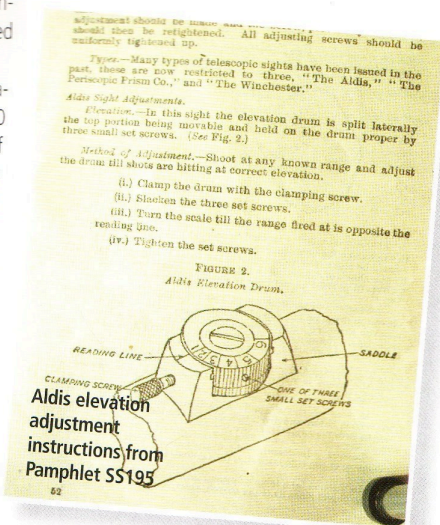 adjustment should be made and
should then be retightened. All adjusting screws should be
uniformly tightened up.
Types.—Many types of telescopic sights have been issued in the
past, these are now restricted to three, "The Aldis," "The
Periscopic Prism Co.," and "The Winchester."
Aldis Sight Adjustments.
Elevation.—In this sight the elevation drum is split laterally
the top portion being movable and held on the drum proper by
three small set screws. (See Fig. 2.)
Method of Adjustment.—Shoot at any known range and adjust
the drum till shots are hitting at correct elevation.
(i.) Clamp the drum with the clamping screw.
(ii.) Slacken the three set screws.
(iii.) Turn the scale till the range fired at is opposite the
reading line.
(iv.) Tighten the set screws.
FIGURE 2.
Aldis Elevation Drum.
READING LINE
SADDLE
CLAMPING SCREW
ONE OF THREE
SMALL SET SCREWS
1 2 3 4 5 6
Aldis elevation
adjustment
instructions from
Pamphlet SS195
52